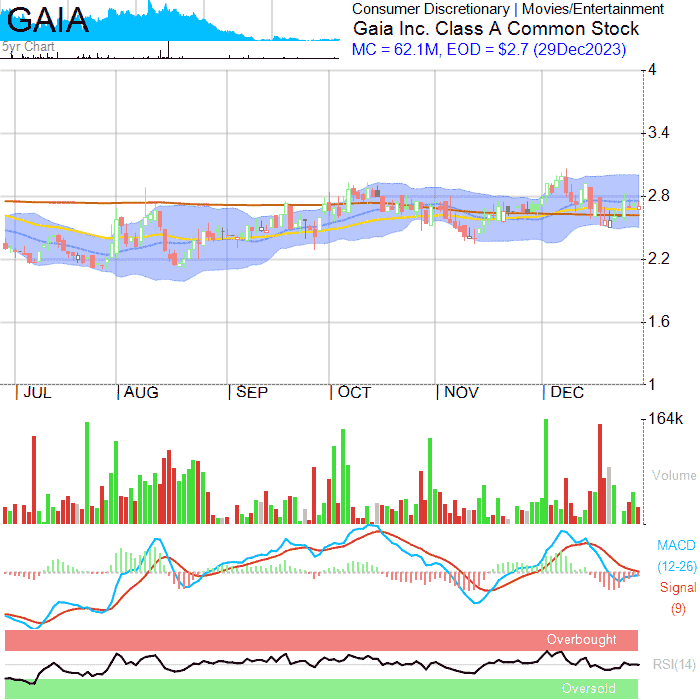 GAIA
5yr Chart
Consumer Discretionary | Movies/Entertainment
Gaia Inc. Class A Common Stock
MC = 62.1M, EOD = $2.7 (29Dec2023)
4
3.4
2.8
2.2
1.6
1
| JUL | AUG | SEP | OCT | NOV | DEC
164k
Volume
MACD
(12-26)
Signal
(9)
Overbought
RSI(14)
Oversold